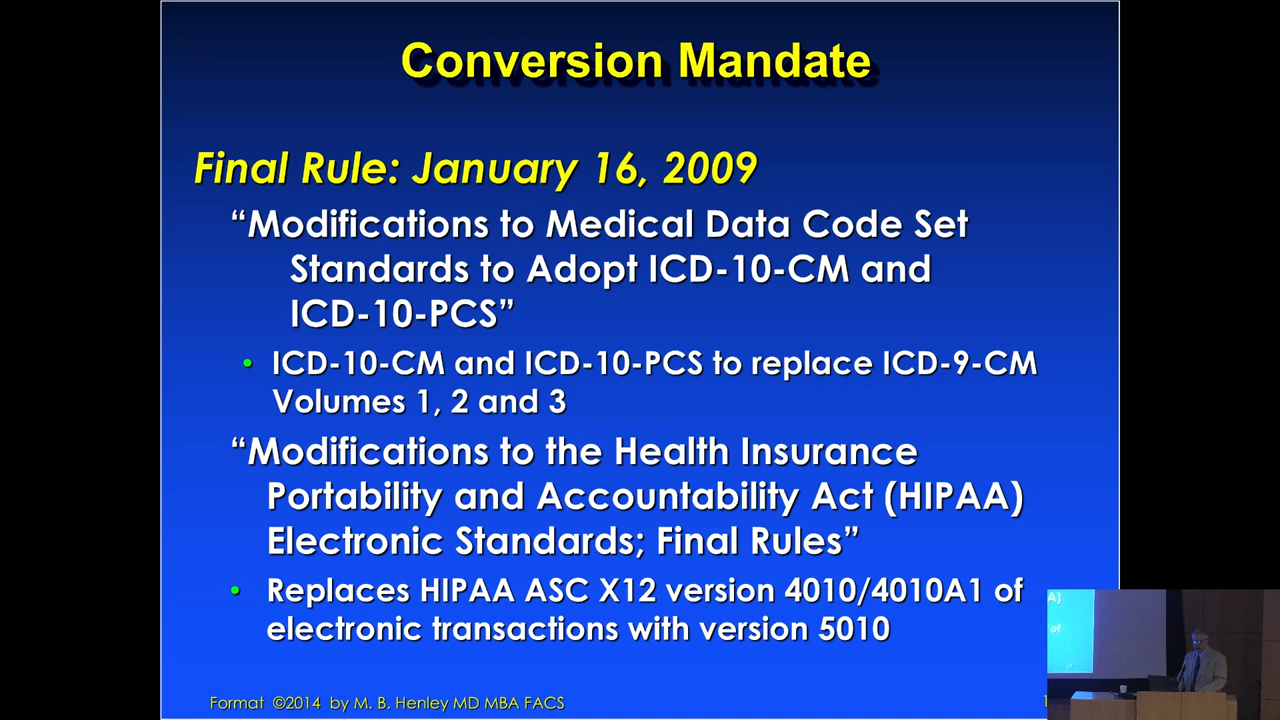 Conversion Mandate
Final Rule: January 16, 2009
“Modifications to Medical Data Code Set
Standards to Adopt ICD-10-CM and
ICD-10-PCS”
• ICD-10-CM and ICD-10-PCS to replace ICD-9-CM
Volumes 1, 2 and 3
“Modifications to the Health Insurance
Portability and Accountability Act (HIPAA)
Electronic Standards; Final Rules”
• Replaces HIPAA ASC X12 version 4010/4010A1 of
electronic transactions with version 5010
Format ©2014 by M. B. Henley MD MBA FACS
A)
of